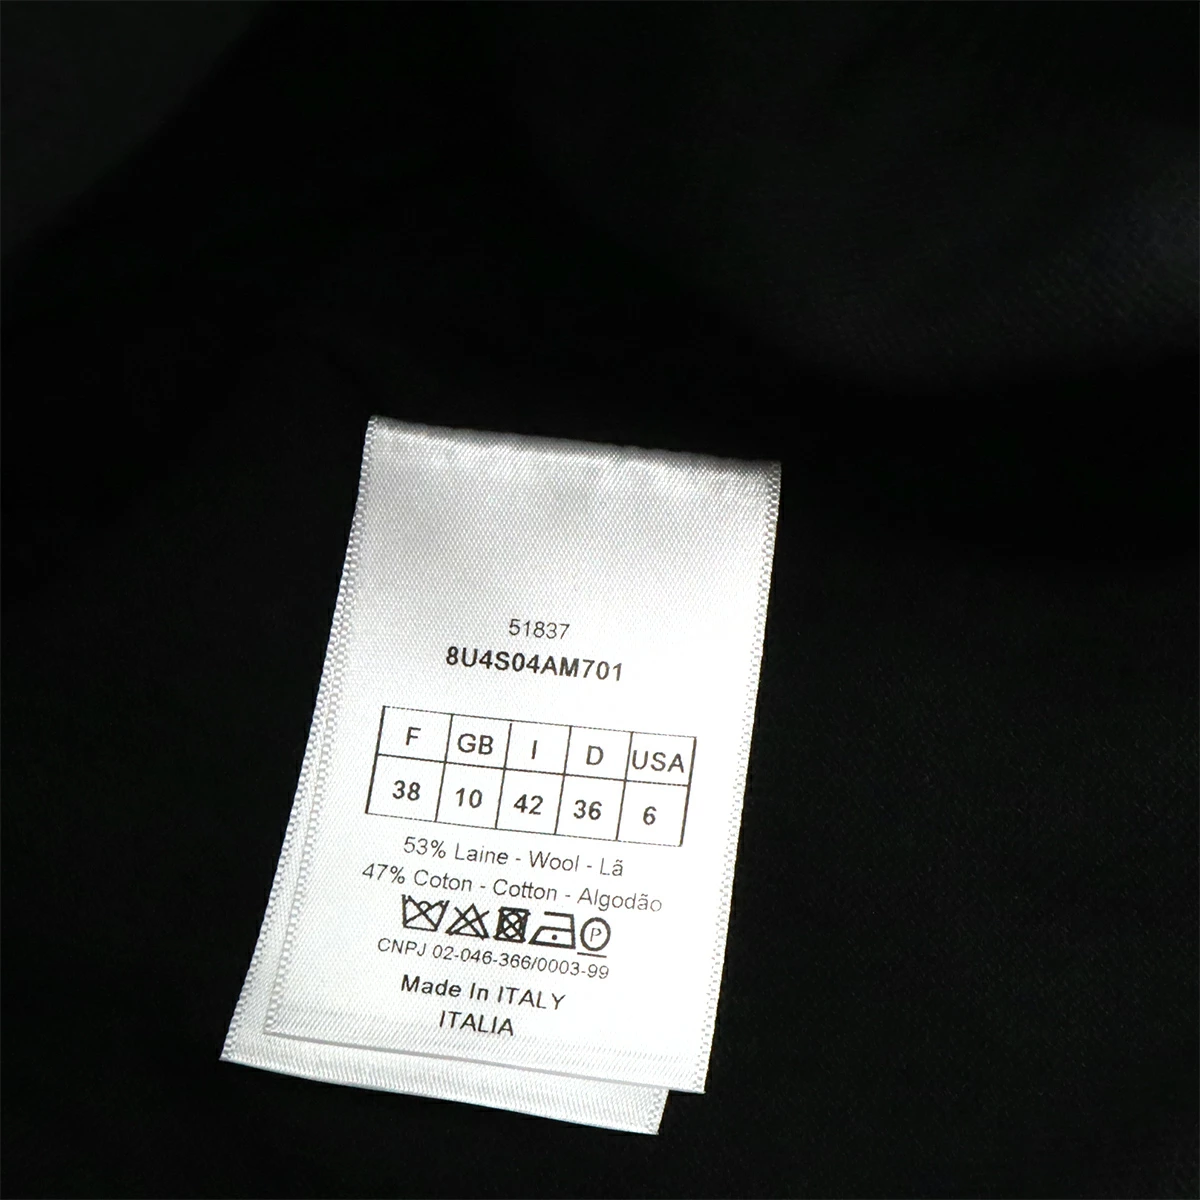 51837
8U4S04AM701
F GB I D USA
38 10 42 36 6
53% Laine - Wool - Lã
47% Coton - Cotton - Algodão
P
CNPJ 02-046-366/0003-99
Made In ITALY
ITALIA